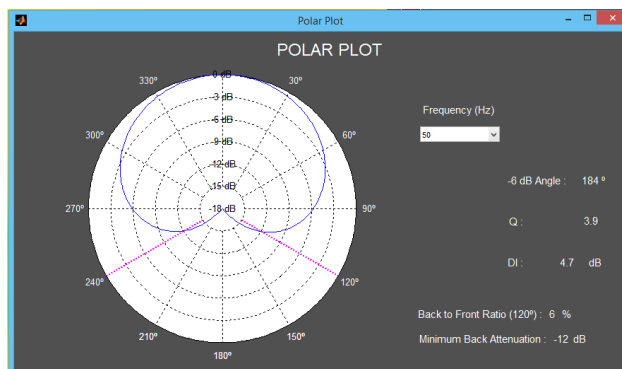 Polar Plot
POLAR PLOT
0 dB
-3 dB
-6 dB
-9 dB
-12 dB
-15 dB
-18 dB
330º
30º
300º
60º
270º
90º
240º
120º
210º
150º
180º
Frequency (Hz)
50
-6 dB Angle : 184 º
Q : 3.9
DI : 4.7 dB
Back to Front Ratio (120º) : 6 %
Minimum Back Attenuation : -12 dB